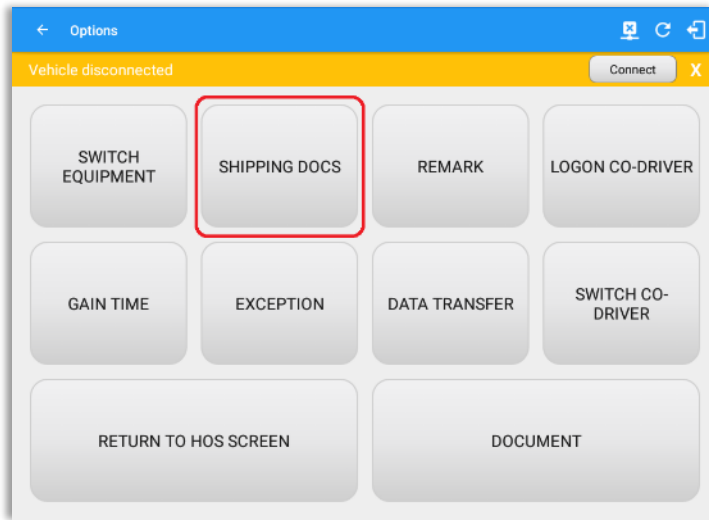 Options
Vehicle disconnected
Connect
X
SWITCH
EQUIPMENT
SHIPPING DOCS
REMARK
LOGON CO-DRIVER
GAIN TIME
EXCEPTION
DATA TRANSFER
SWITCH CO-
DRIVER
RETURN TO HOS SCREEN
DOCUMENT